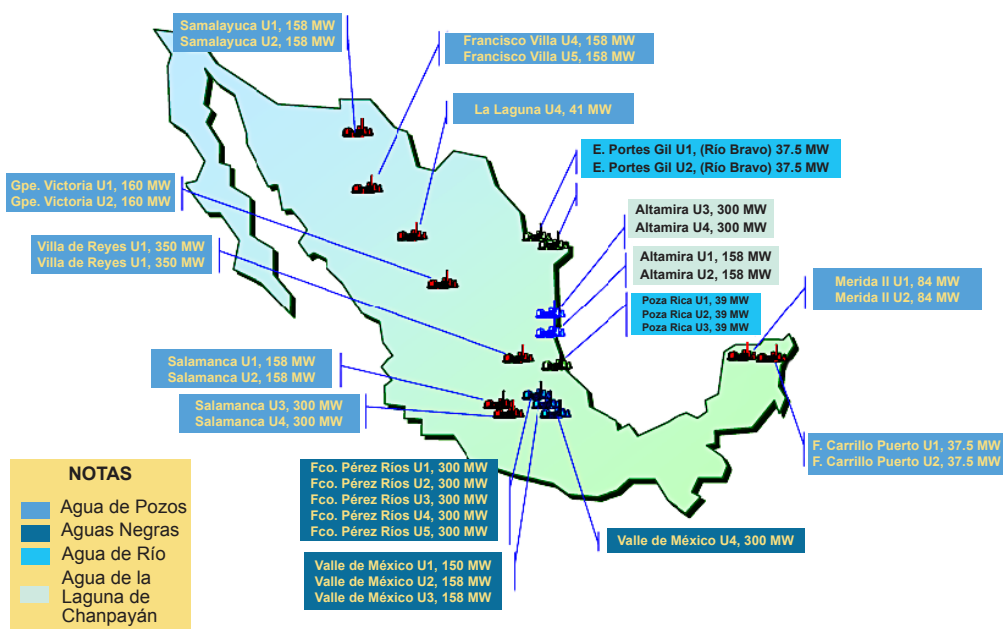 Samalayuca U1, 158 MW
Samalayuca U2, 158 MW
Francisco Villa U4, 158 MW
Francisco Villa U5, 158 MW
La Laguna U4, 41 MW
E. Portes Gil U1, (Río Bravo) 37.5 MW
E. Portes Gil U2, (Río Bravo) 37.5 MW
Gpe. Victoria U1, 160 MW
Gpe. Victoria U2, 160 MW
Altamira U3, 300 MW
Altamira U4, 300 MW
Villa de Reyes U1, 350 MW
Villa de Reyes U1, 350 MW
Altamira U1, 158 MW
Altamira U2, 158 MW
Merida II U1, 84 MW
Merida II U2, 84 MW
Poza Rica U1, 39 MW
Poza Rica U2, 39 MW
Poza Rica U3, 39 MW
Salamanca U1, 158 MW
Salamanca U2, 158 MW
Salamanca U3, 300 MW
Salamanca U4, 300 MW
F. Carrillo Puerto U1, 37.5 MW
F. Carrillo Puerto U2, 37.5 MW
Fco. Pérez Ríos U1, 300 MW
Fco. Pérez Ríos U2, 300 MW
Fco. Pérez Ríos U3, 300 MW
Fco. Pérez Ríos U4, 300 MW
Fco. Pérez Ríos U5, 300 MW
Valle de México U4, 300 MW
Valle de México U1, 150 MW
Valle de México U2, 158 MW
Valle de México U3, 158 MW
NOTAS
Agua de Pozos
Aguas Negras
Agua de Río
Agua de la
Laguna de
Chanpayán